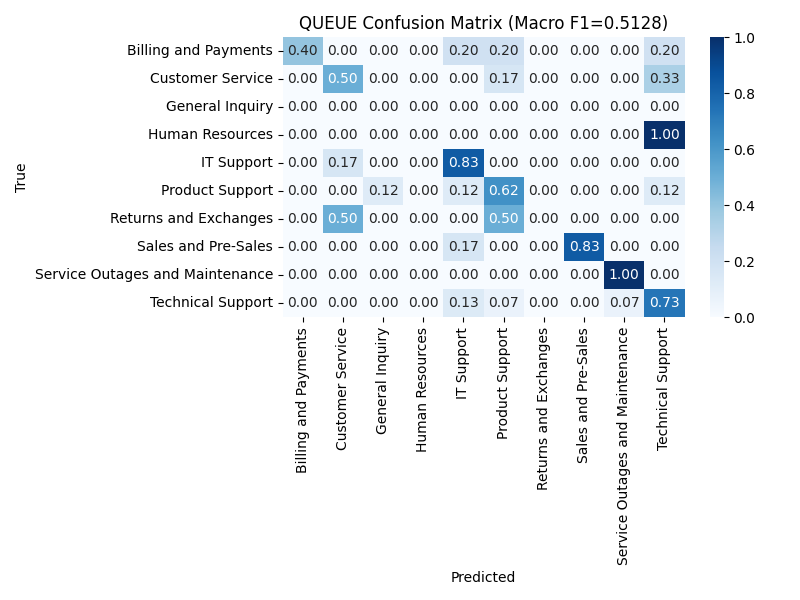 QUEUE Confusion Matrix (Macro F1=0.5128)
True
Billing and Payments 0.40 0.00 0.00 0.00 0.20 0.20 0.00 0.00 0.00 0.20
Customer Service 0.00 0.50 0.00 0.00 0.00 0.17 0.00 0.00 0.00 0.33
General Inquiry 0.00 0.00 0.00 0.00 0.00 0.00 0.00 0.00 0.00 0.00
Human Resources 0.00 0.00 0.00 0.00 0.00 0.00 0.00 0.00 0.00 1.00
IT Support 0.00 0.17 0.00 0.00 0.83 0.00 0.00 0.00 0.00 0.00
Product Support 0.00 0.00 0.12 0.00 0.12 0.62 0.00 0.00 0.00 0.12
Returns and Exchanges 0.00 0.50 0.00 0.00 0.00 0.50 0.00 0.00 0.00 0.00
Sales and Pre-Sales 0.00 0.00 0.00 0.00 0.17 0.00 0.00 0.83 0.00 0.00
Service Outages and Maintenance 0.00 0.00 0.00 0.00 0.00 0.00 0.00 0.00 1.00 0.00
Technical Support 0.00 0.00 0.00 0.00 0.13 0.07 0.00 0.00 0.07 0.73
1.0
0.8
0.6
0.4
0.2
0.0
Billing and Payments
Customer Service
General Inquiry
Human Resources
IT Support
Product Support
Returns and Exchanges
Sales and Pre-Sales
Service Outages and Maintenance
Technical Support
Predicted